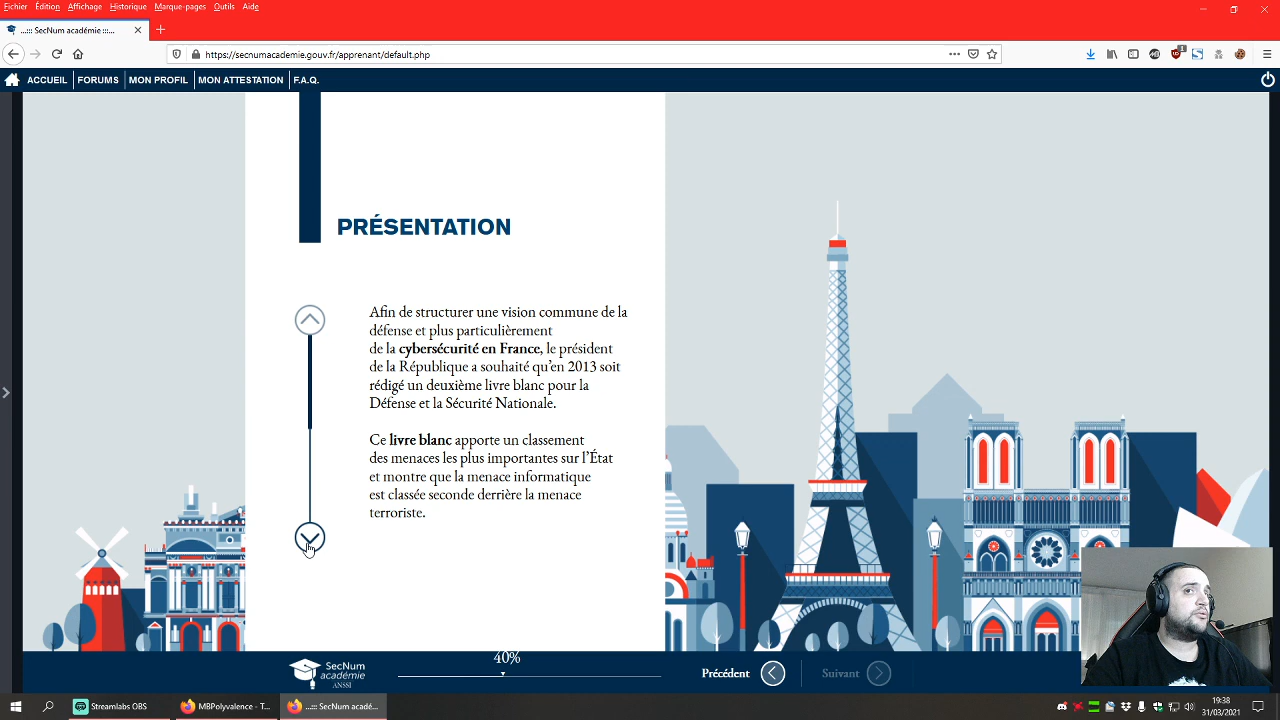 Fichier Édition Affichage Historique Marque-pages Outils Aide
...::: SecNum académie :::...
https://secnumacademie.gouv.fr/apprenant/default.php
ACCUEIL FORUMS MON PROFIL MON ATTESTATION F.A.Q.
PRÉSENTATION
Afin de structurer une vision commune de la
défense et plus particulièrement
de la cybersécurité en France, le président
de la République a souhaité qu'en 2013 soit
rédigé un deuxième livre blanc pour la
Défense et la Sécurité Nationale.
Ce livre blanc apporte un classement
des menaces les plus importantes sur l'État
et montre que la menace informatique
est classée seconde derrière la menace
terroriste.
40%
SecNum
académie
ANSSI
Précédent
Suivant
Streamlabs OBS
MBPolyvalence - T...
...::: SecNum acadé...
19:38
31/03/2021